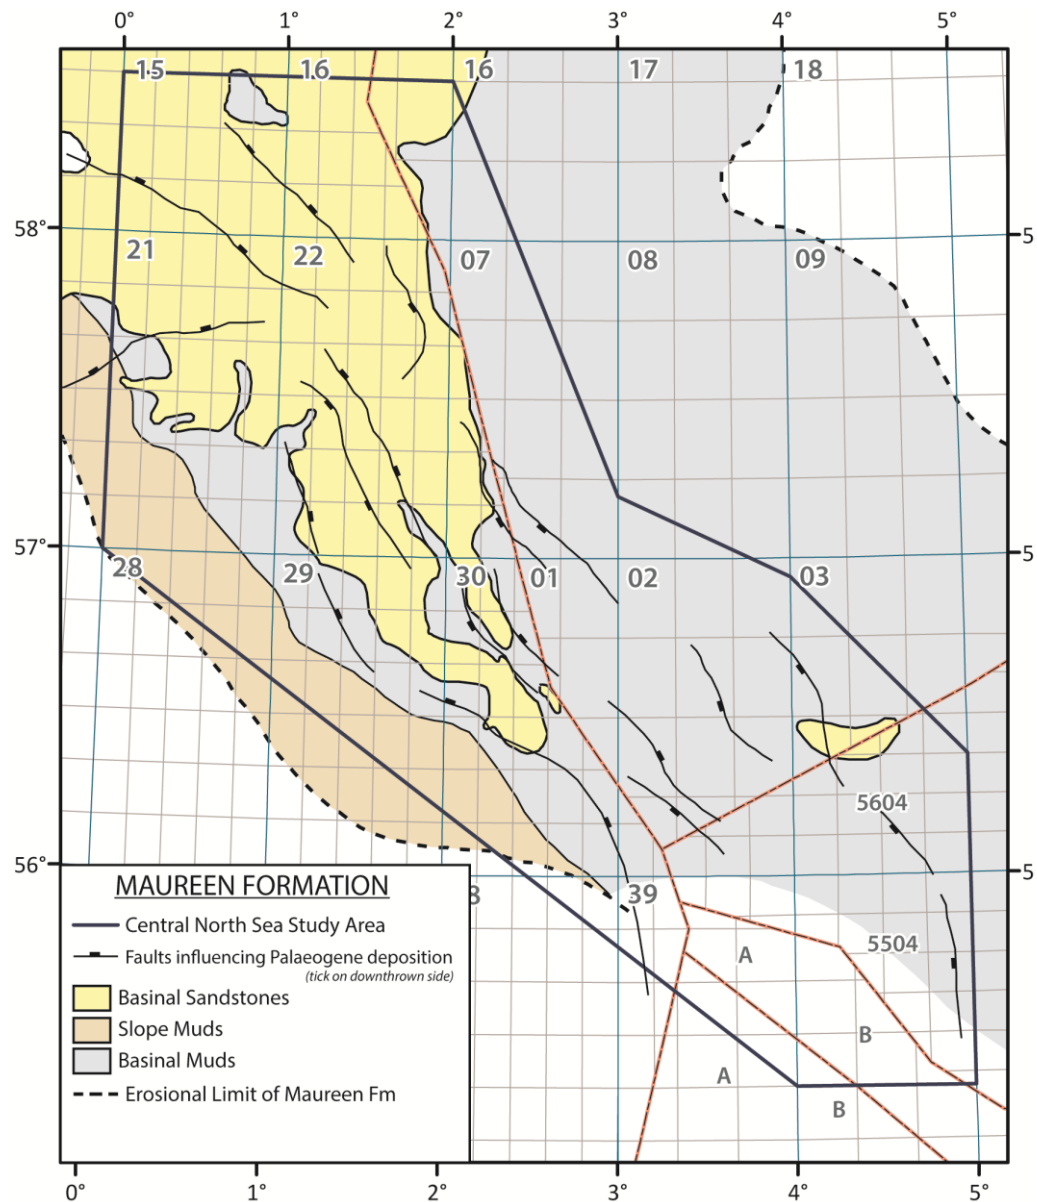 0° 1° 2° 3° 4° 5°
15 16 16 17 18
58° 5
21 22 07 08 09
57° 5
28 29 30 01 02 03
5604
56° 5
MAUREEN FORMATION
Central North Sea Study Area
Faults influencing Palaeogene deposition
(tick on downthrown side)
Basinal Sandstones
Slope Muds
Basinal Muds
Erosional Limit of Maureen Fm
39
5504
A
B
A
B
0° 1° 2° 3° 4° 5°